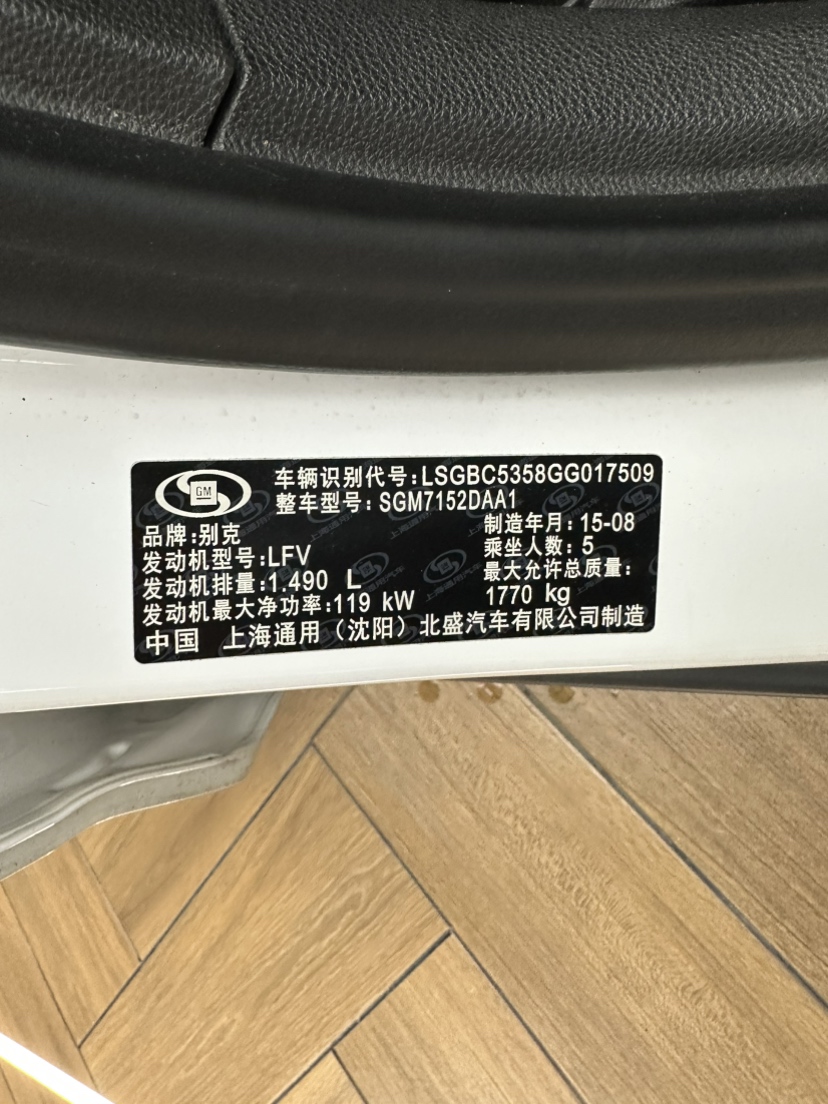 GM
车辆识别代号:LSGBC5358GG017509
整车型号:SGM7152DAA1
品牌:别克
制造年月:15-08
发动机型号:LFV
乘坐人数:5
发动机排量:1.490 L
最大允许总质量:
1770 kg
发动机最大净功率:119 kW
中国 上海通用（沈阳）北盛汽车有限公司制造